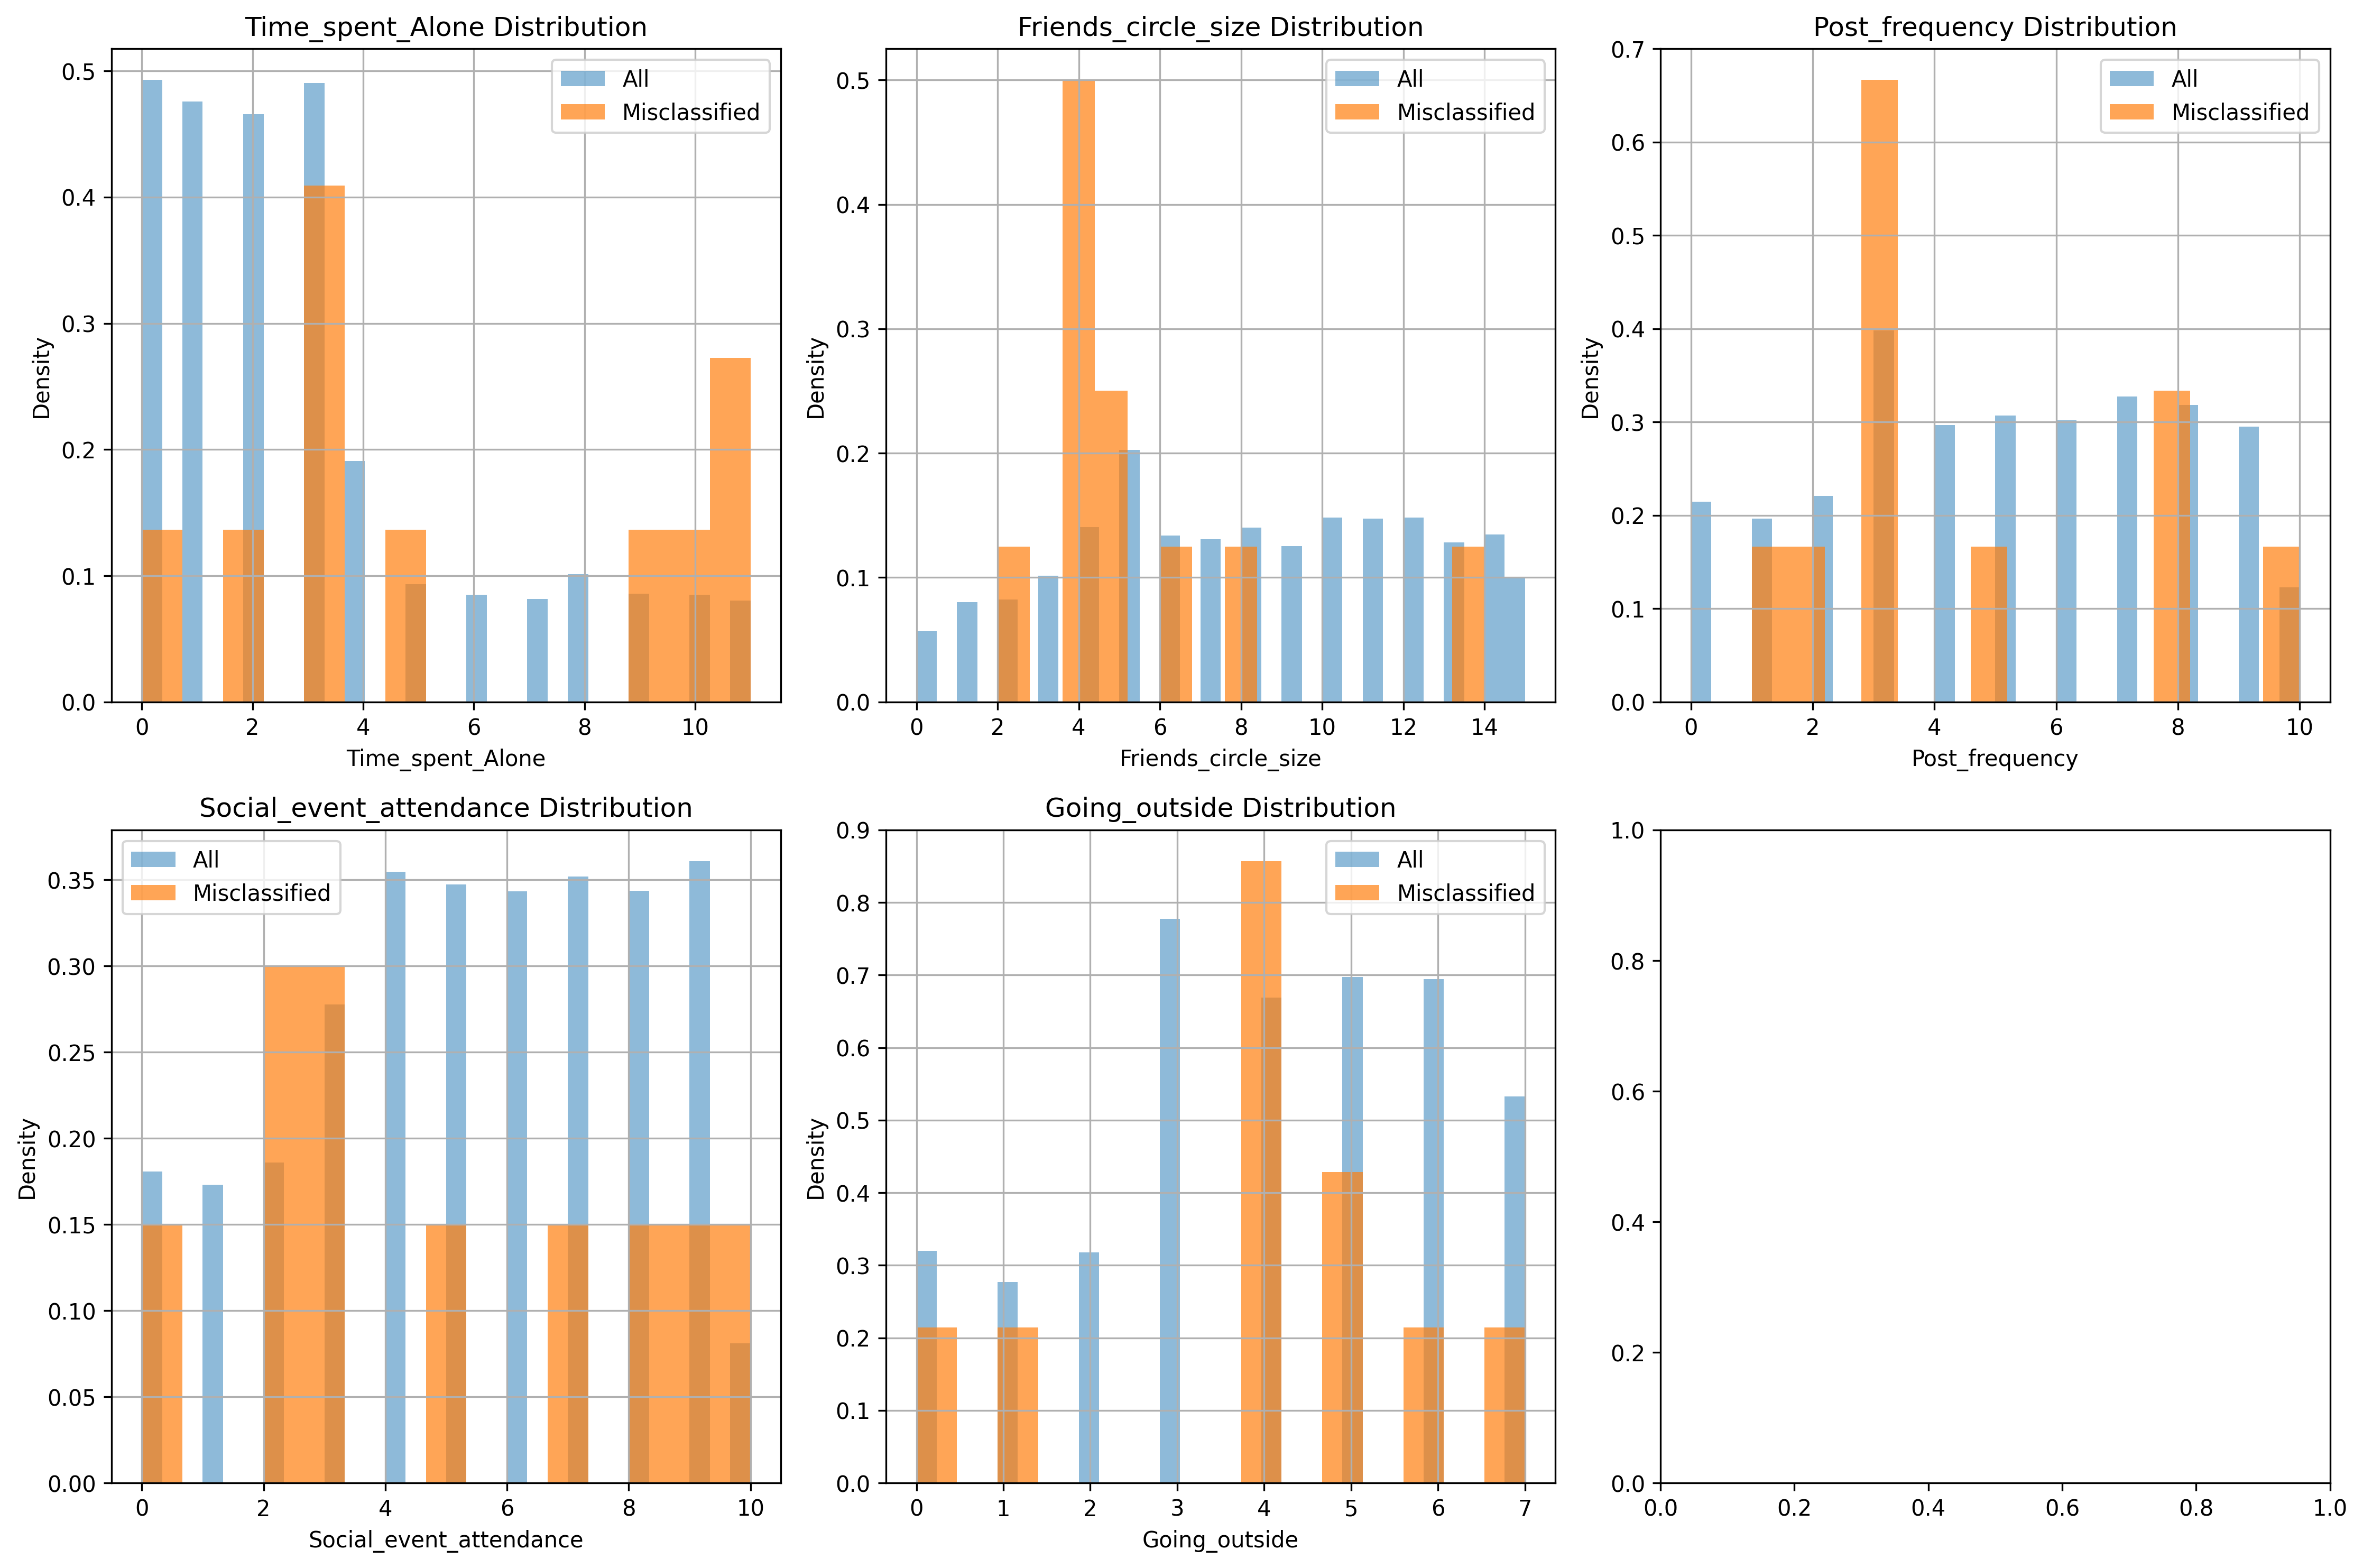 Time_spent_Alone Distribution
0.5
0.4
0.3
0.2
0.1
0.0
Density
All
Misclassified
0 2 4 6 8 10
Time_spent_Alone
Friends_circle_size Distribution
0.5
0.4
0.3
0.2
0.1
0.0
Density
All
Misclassified
0 2 4 6 8 10 12 14
Friends_circle_size
Post_frequency Distribution
0.7
0.6
0.5
0.4
0.3
0.2
0.1
0.0
Density
All
Misclassified
0 2 4 6 8 10
Post_frequency
Social_event_attendance Distribution
0.35
0.30
0.25
0.20
0.15
0.10
0.05
0.00
Density
All
Misclassified
0 2 4 6 8 10
Social_event_attendance
Going_outside Distribution
0.9
0.8
0.7
0.6
0.5
0.4
0.3
0.2
0.1
0.0
Density
All
Misclassified
0 1 2 3 4 5 6 7
Going_outside
1.0
0.8
0.6
0.4
0.2
0.0
0.0 0.2 0.4 0.6 0.8 1.0